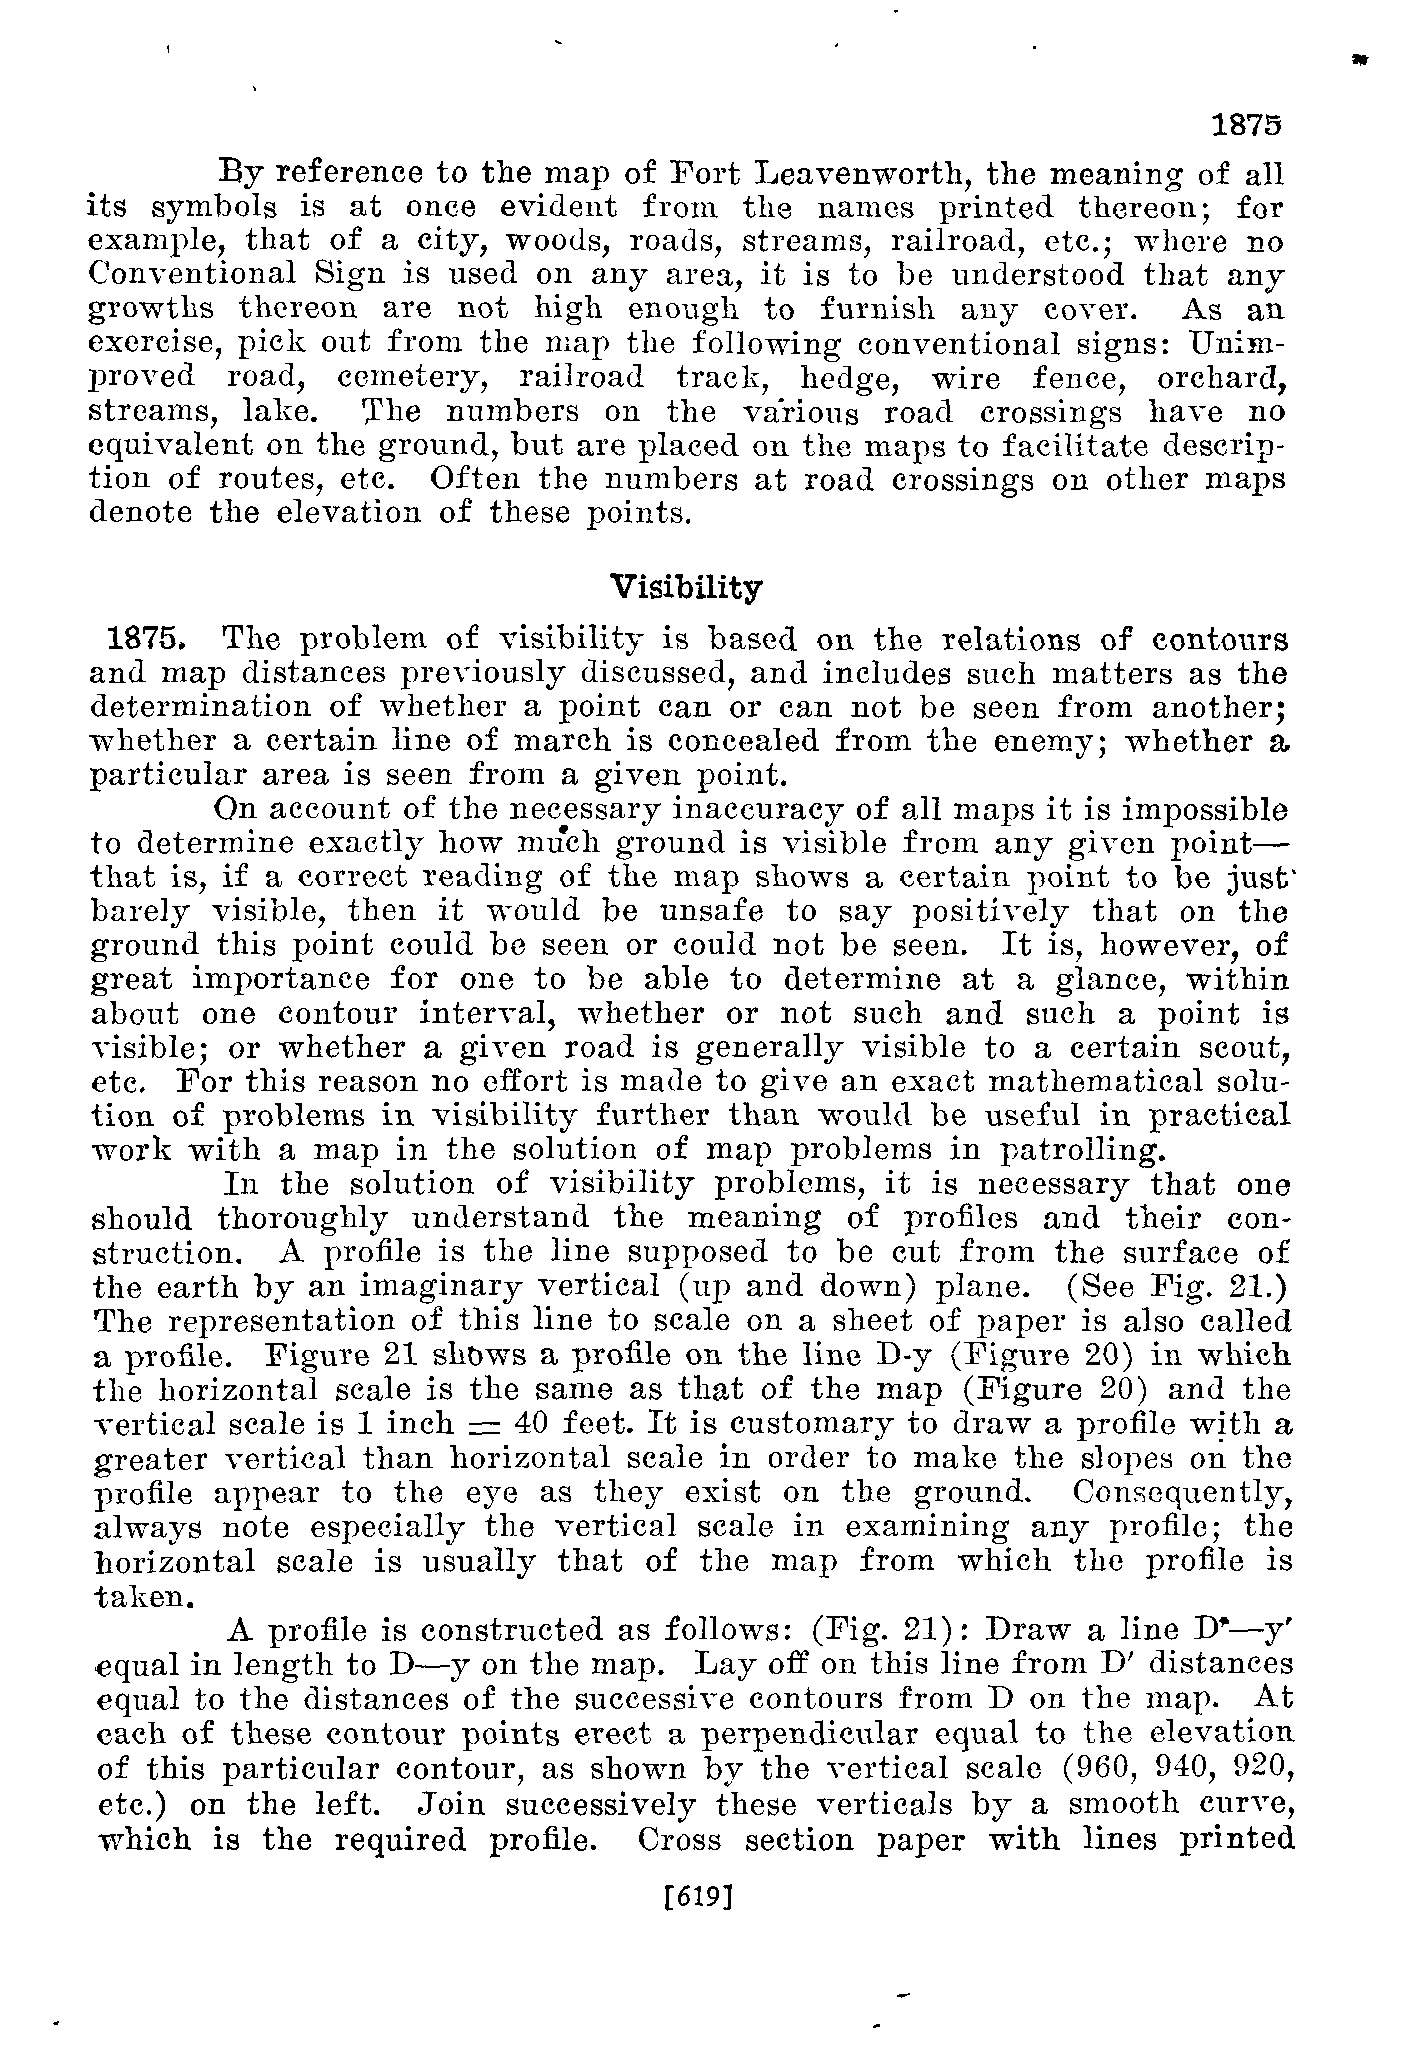 1875
By reference to the map of Fort Leavenworth, the meaning of all
its symbols is at once evident from the names printed thereon; for
example, that of a city, woods, roads, streams, railroad, etc.; where no
Conventional Sign is used on any area, it is to be understood that any
growths thereon are not high enough to furnish any cover. As an
exercise, pick out from the map the following conventional signs: Unim-
proved road, cemetery, railroad track, hedge, wire fence, orchard,
streams, lake. The numbers on the various road crossings have no
equivalent on the ground, but are placed on the maps to facilitate descrip-
tion of routes, etc. Often the numbers at road crossings on other maps
denote the elevation of these points.
Visibility
1875. The problem of visibility is based on the relations of contours
and map distances previously discussed, and includes such matters as the
determination of whether a point can or can not be seen from another;
whether a certain line of march is concealed from the enemy; whether a
particular area is seen from a given point.
On account of the necessary inaccuracy of all maps it is impossible
to determine exactly how much ground is visible from any given point—
that is, if a correct reading of the map shows a certain point to be just
barely visible, then it would be unsafe to say positively that on the
ground this point could be seen or could not be seen. It is, however, of
great importance for one to be able to determine at a glance, within
about one contour interval, whether or not such and such a point is
visible; or whether a given road is generally visible to a certain scout,
etc. For this reason no effort is made to give an exact mathematical solu-
tion of problems in visibility further than would be useful in practical
work with a map in the solution of map problems in patrolling.
In the solution of visibility problems, it is necessary that one
should thoroughly understand the meaning of profiles and their con-
struction. A profile is the line supposed to be cut from the surface of
the earth by an imaginary vertical (up and down) plane. (See Fig. 21.)
The representation of this line to scale on a sheet of paper is also called
a profile. Figure 21 shows a profile on the line D-y (Figure 20) in which
the horizontal scale is the same as that of the map (Figure 20) and the
vertical scale is 1 inch = 40 feet. It is customary to draw a profile with a
greater vertical than horizontal scale in order to make the slopes on the
profile appear to the eye as they exist on the ground. Consequently,
always note especially the vertical scale in examining any profile; the
horizontal scale is usually that of the map from which the profile is
taken.
A profile is constructed as follows: (Fig. 21): Draw a line D'—y'
equal in length to D—y on the map. Lay off on this line from D' distances
equal to the distances of the successive contours from D on the map. At
each of these contour points erect a perpendicular equal to the elevation
of this particular contour, as shown by the vertical scale (960, 940, 920,
etc.) on the left. Join successively these verticals by a smooth curve,
which is the required profile. Cross section paper with lines printed
[619]